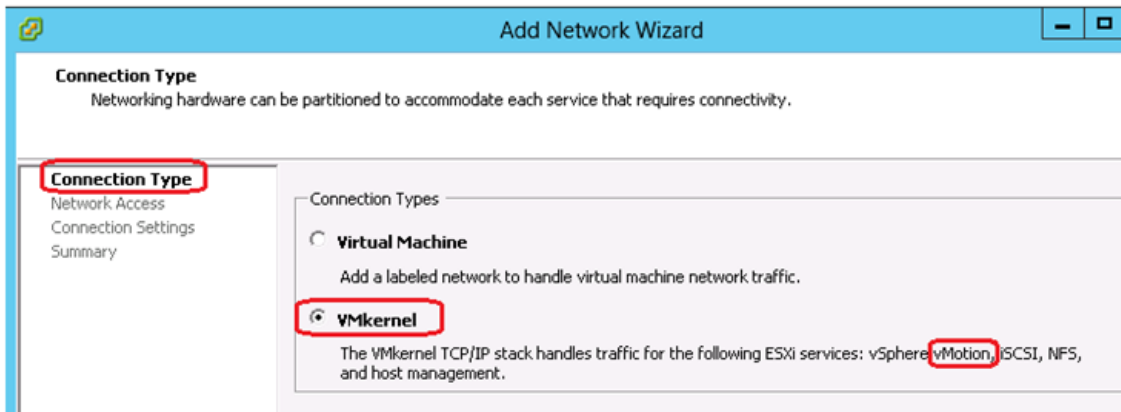 Add Network Wizard
Connection Type
Networking hardware can be partitioned to accommodate each service that requires connectivity.
Connection Type
Network Access
Connection Settings
Summary
Connection Types
Virtual Machine
Add a labeled network to handle virtual machine network traffic.
VMkernel
The VMkernel TCP/IP stack handles traffic for the following ESXi services: vSphere vMotion, iSCSI, NFS,
and host management.